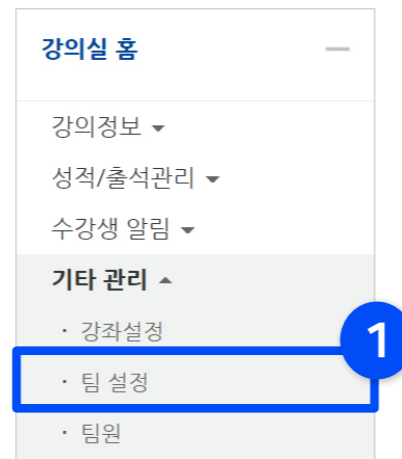 강의실 홈
강의정보
성적/출석관리
수강생 알림
기타 관리
· 강좌설정
1
· 팀 설정
· 팀원